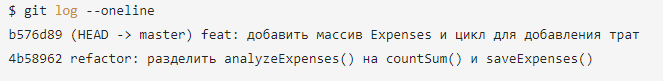 $ git log --oneline
b576d89 (HEAD -> master) feat: добавить массив Expenses и цикл для добавления трат
4b58962 refactor: разделить analyzeExpenses() на countSum() и saveExpenses()